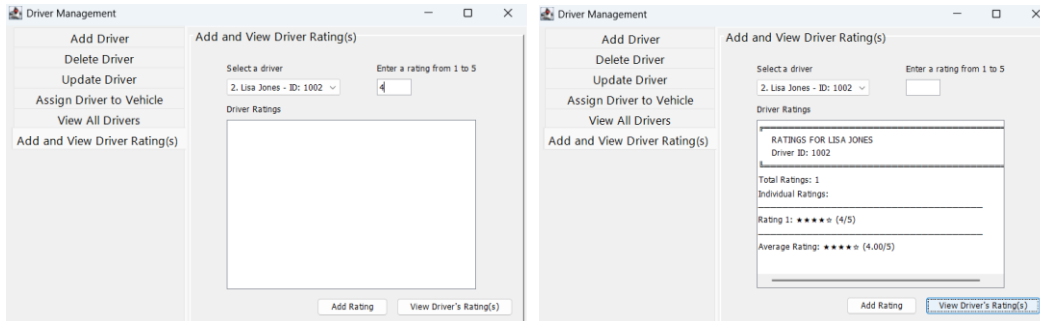 Driver Management
Add Driver
Delete Driver
Update Driver
Assign Driver to Vehicle
View All Drivers
Add and View Driver Rating(s)
Add and View Driver Rating(s)
Select a driver
Enter a rating from 1 to 5
2. Lisa Jones - ID: 1002
4
Driver Ratings
Add Rating
View Driver's Rating(s)
Driver Management
Add Driver
Delete Driver
Update Driver
Assign Driver to Vehicle
View All Drivers
Add and View Driver Rating(s)
Add and View Driver Rating(s)
Select a driver
Enter a rating from 1 to 5
2. Lisa Jones - ID: 1002
Driver Ratings
RATINGS FOR LISA JONES
Driver ID: 1002
Total Ratings: 1
Individual Ratings:
Rating 1: ★★★★☆ (4/5)
Average Rating: ★★★★☆ (4.00/5)
Add Rating
View Driver's Rating(s)